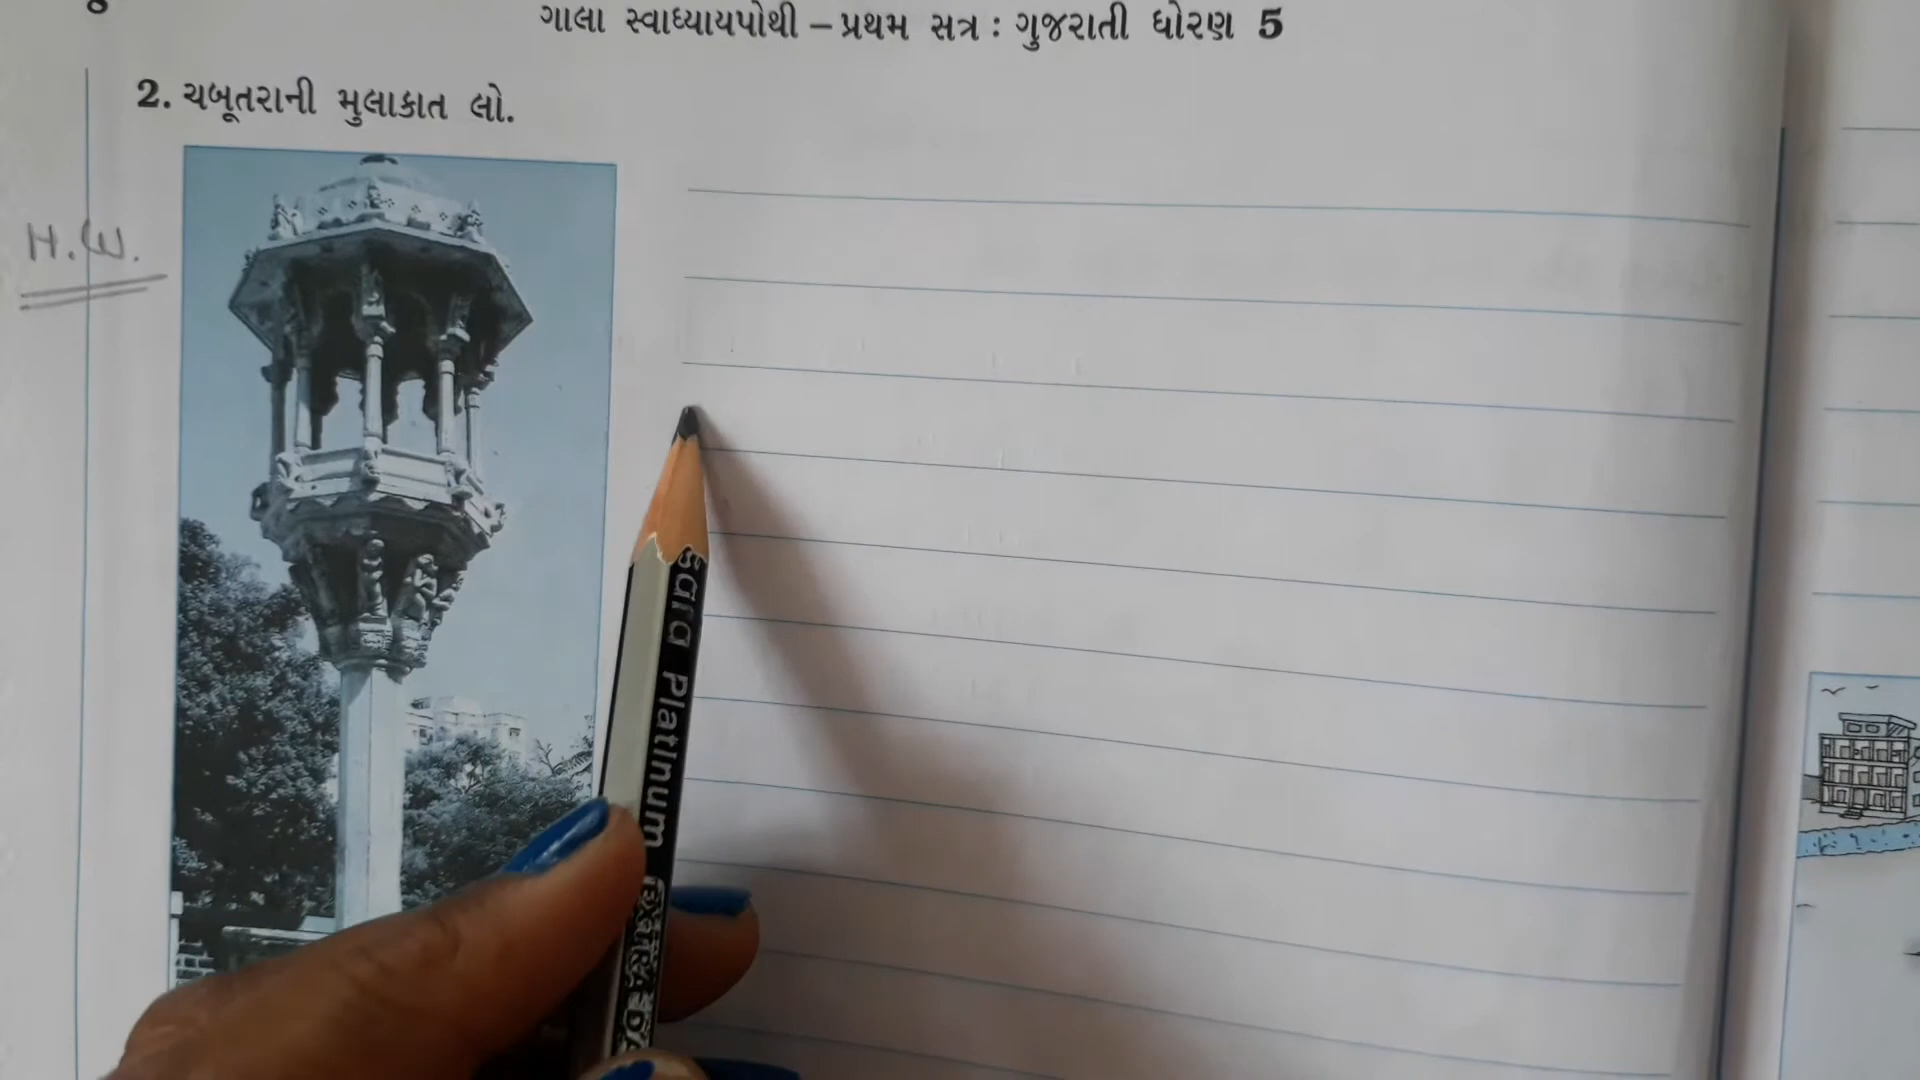 ગાલા સ્વાધ્યાયપોથી – પ્રથમ સત્ર : ગુજરાતી ધોરણ 5
2. ચબૂતરાની મુલાકાત લો.
H.W.
Platinum